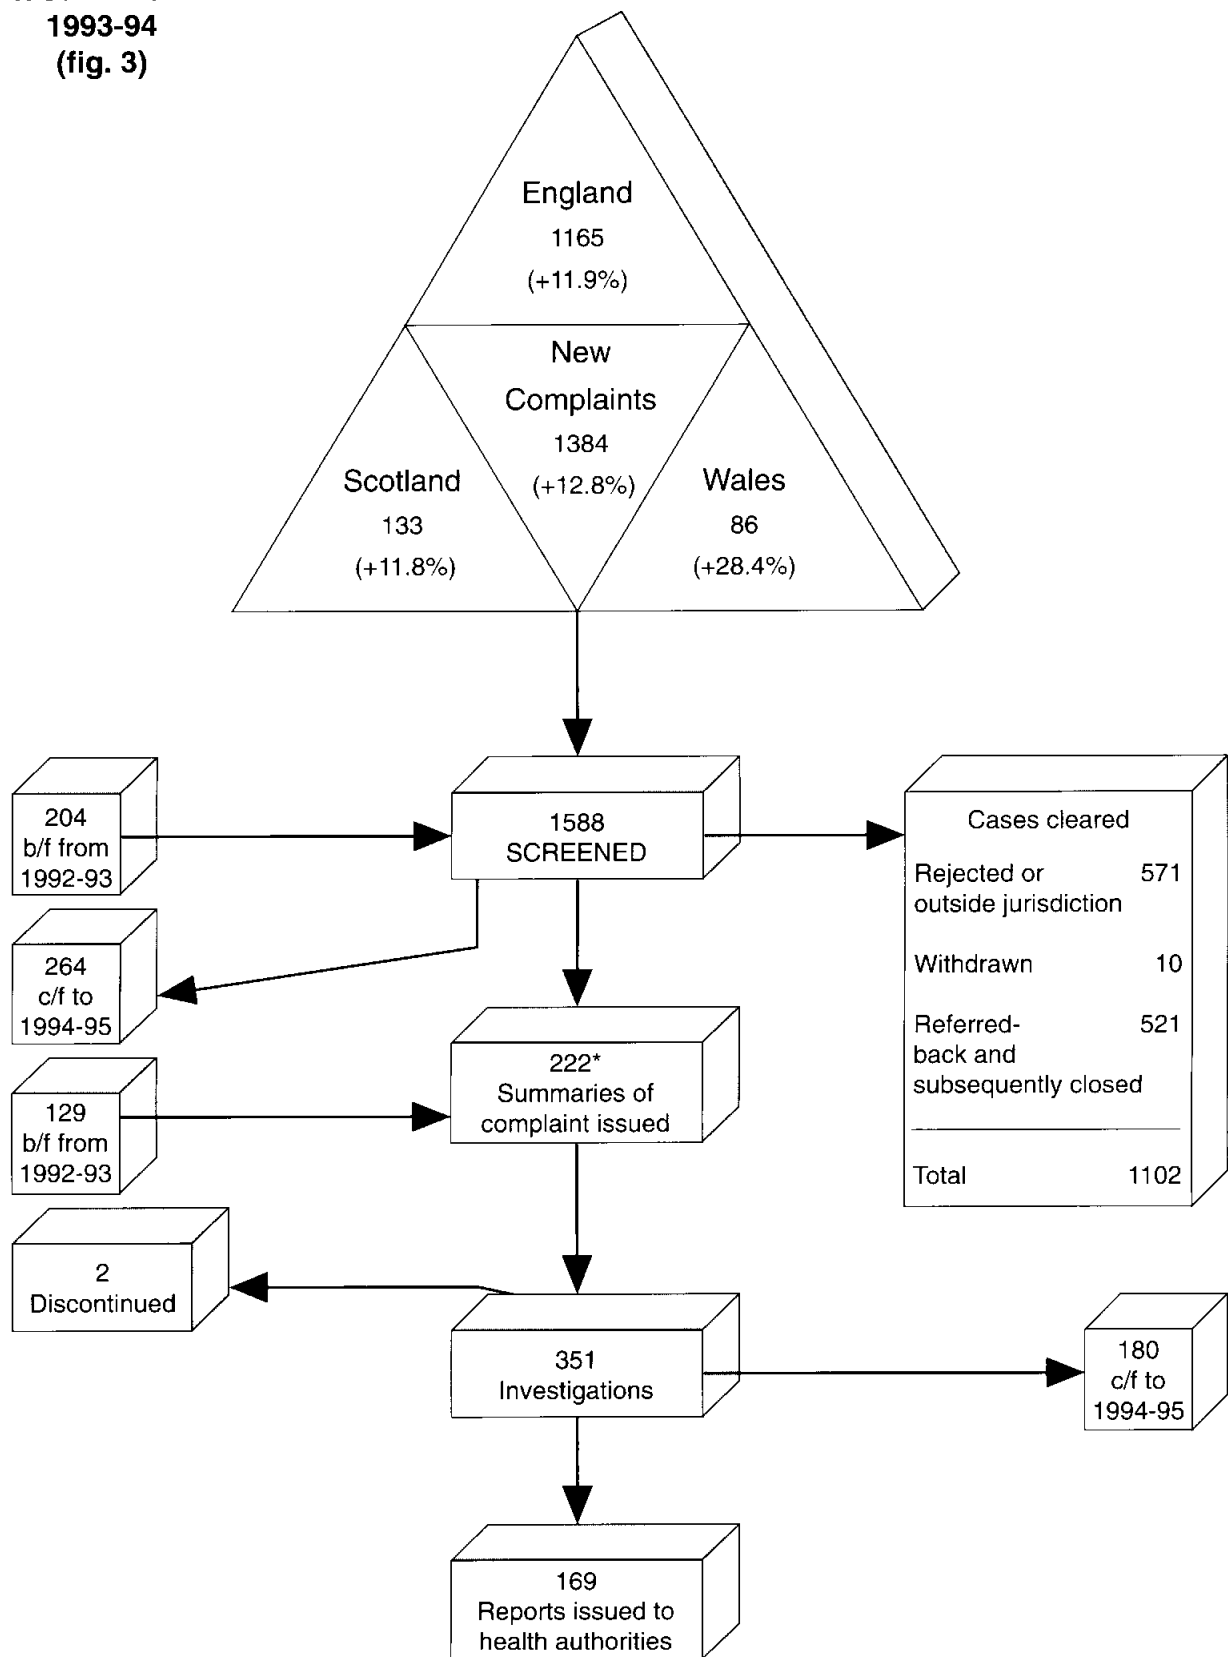 1993-94
(fig. 3)
England
1165
(+11.9%)
New
Complaints
1384
(+12.8%)
Scotland
133
(+11.8%)
Wales
86
(+28.4%)
204
b/f from
1992-93
1588
SCREENED
Cases cleared
Rejected or 571
outside jurisdiction
Withdrawn 10
Referred- 521
back and
subsequently closed
Total 1102
264
c/f to
1994-95
222*
Summaries of
complaint issued
129
b/f from
1992-93
2
Discontinued
351
Investigations
180
c/f to
1994-95
169
Reports issued to
health authorities